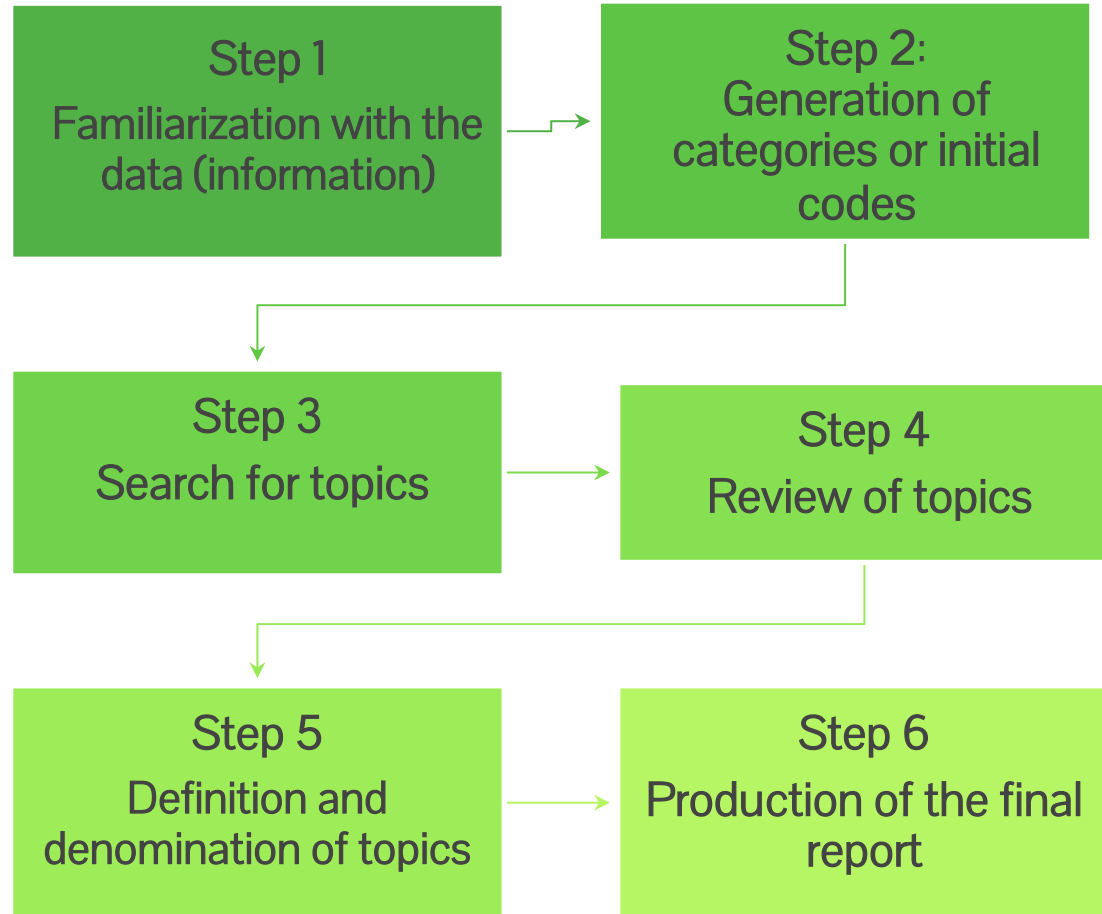 Step 1
Familiarization with the
data (information)
Step 2:
Generation of
categories or initial
codes
Step 3
Search for topics
Step 4
Review of topics
Step 5
Definition and
denomination of topics
Step 6
Production of the final
report